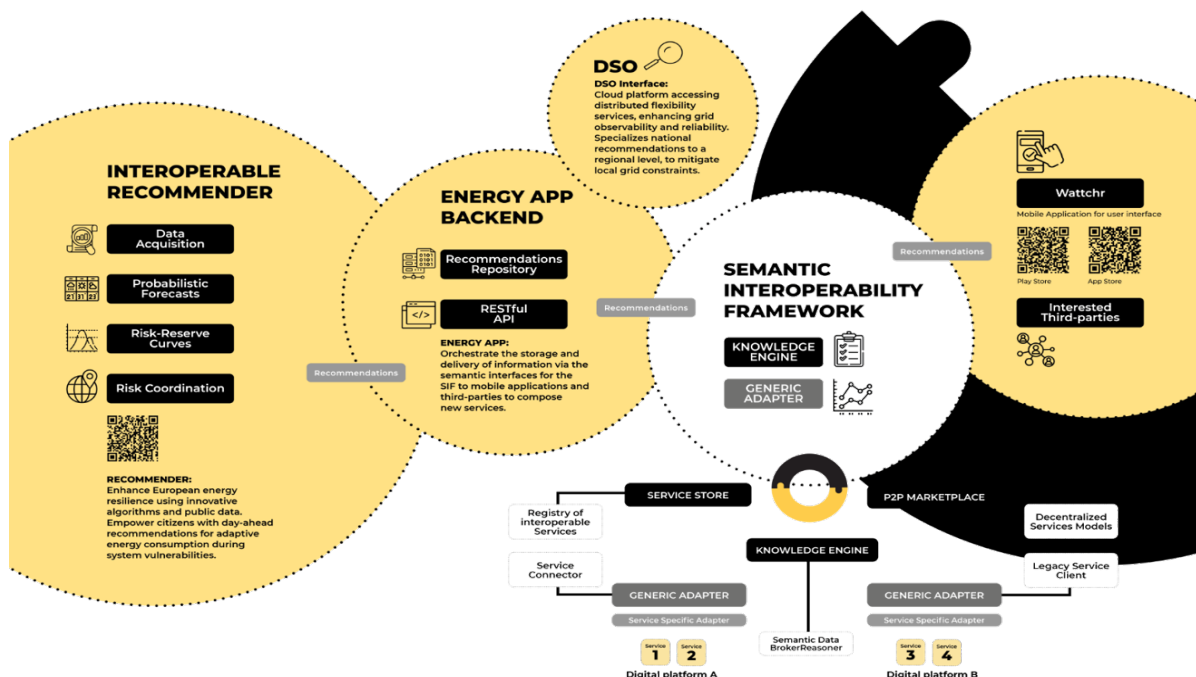 DSO
DSO Interface:
Cloud platform accessing
distributed flexibility
services, enhancing grid
observability and reliability.
Specializes national
recommendations to a
regional level, to mitigate
local grid constraints.
INTEROPERABLE
RECOMMENDER
Data
Acquisition
Probabilistic
Forecasts
21 31 23
Risk-Reserve
Curves
Risk Coordination
RECOMMENDER:
Enhance European energy
resilience using innovative
algorithms and public data.
Empower citizens with day-ahead
recommendations for adaptive
energy consumption during
system vulnerabilities.
Recommendations
ENERGY APP
BACKEND
0101
Recommendations
Repository
</>
RESTful
API
ENERGY APP:
Orchestrate the storage and
delivery of information via the
semantic interfaces for the
SIF to mobile applications and
third-parties to compose
new services.
Recommendations
SEMANTIC
INTEROPERABILITY
FRAMEWORK
KNOWLEDGE
ENGINE
GENERIC
ADAPTER
Recommendations
Wattchr
Mobile Application for user interface
Play Store
App Store
Interested
Third-parties
SERVICE STORE
P2P MARKETPLACE
Registry of
interoperable
Services
Decentralized
Services Models
KNOWLEDGE ENGINE
Service
Connector
Legacy Service
Client
GENERIC ADAPTER
GENERIC ADAPTER
Service Specific Adapter
Service Specific Adapter
Semantic Data
BrokerReasoner
Service
1
Service
2
Service
3
Service
4
Digital platform A
Digital platform B